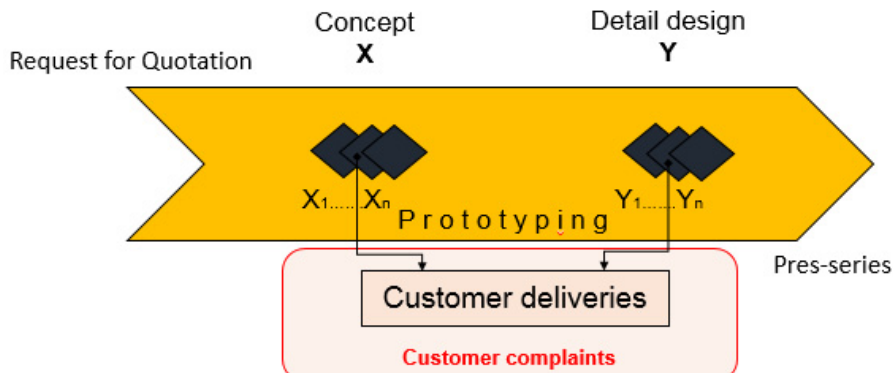 Concept
X
Detail design
Y
Request for Quotation
X1.......Xn
Y1.......Yn
Prototyping
Pres-series
Customer deliveries
Customer complaints